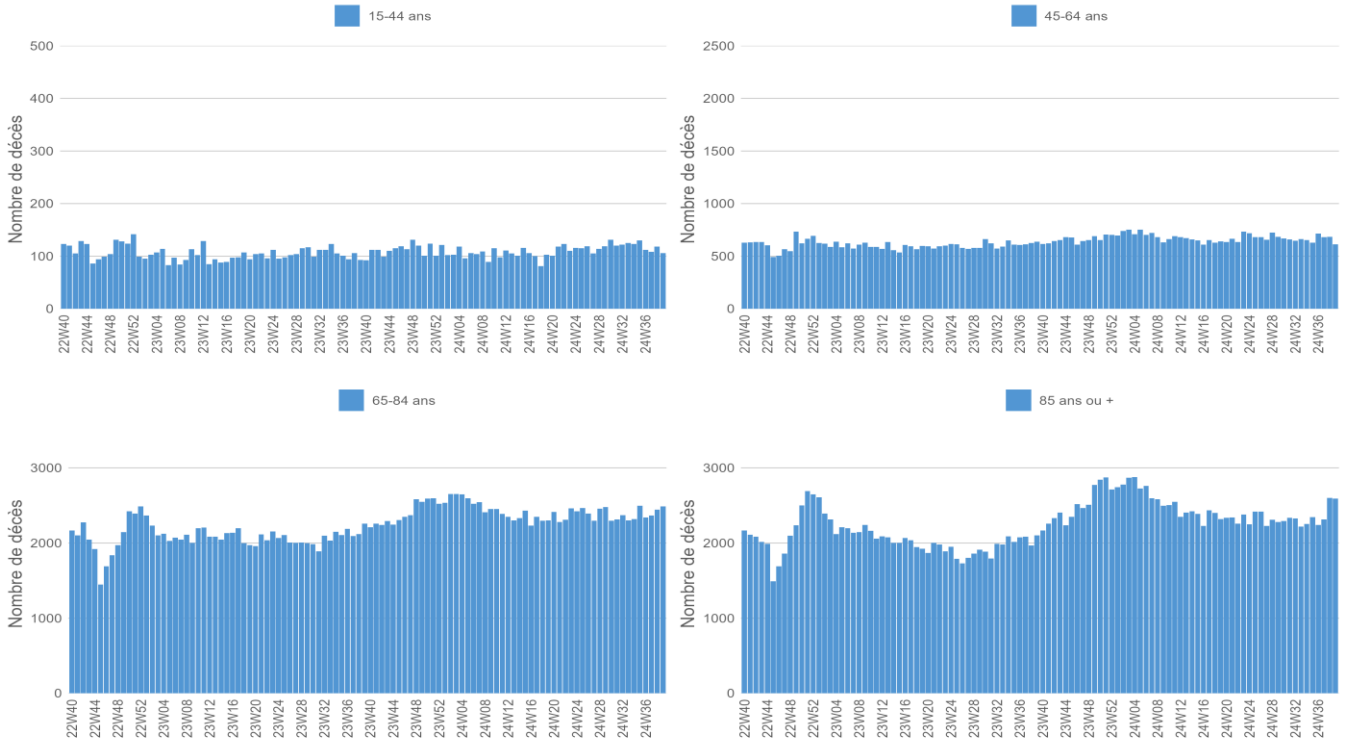 15-44 ans
500
400
300
200
100
0
Nombre de décès
22W40
22W44
22W48
22W52
23W04
23W08
23W12
23W16
23W20
23W24
23W28
23W32
23W36
23W40
23W44
23W48
23W52
24W04
24W08
24W12
24W16
24W20
24W24
24W28
24W32
24W36
45-64 ans
2500
2000
1500
1000
500
0
Nombre de décès
22W40
22W44
22W48
22W52
23W04
23W08
23W12
23W16
23W20
23W24
23W28
23W32
23W36
23W40
23W44
23W48
23W52
24W04
24W08
24W12
24W16
24W20
24W24
24W28
24W32
24W36
65-84 ans
3000
2000
1000
0
Nombre de décès
22W40
22W44
22W48
22W52
23W04
23W08
23W12
23W16
23W20
23W24
23W28
23W32
23W36
23W40
23W44
23W48
23W52
24W04
24W08
24W12
24W16
24W20
24W24
24W28
24W32
24W36
85 ans ou +
3000
2000
1000
0
Nombre de décès
22W40
22W44
22W48
22W52
23W04
23W08
23W12
23W16
23W20
23W24
23W28
23W32
23W36
23W40
23W44
23W48
23W52
24W04
24W08
24W12
24W16
24W20
24W24
24W28
24W32
24W36